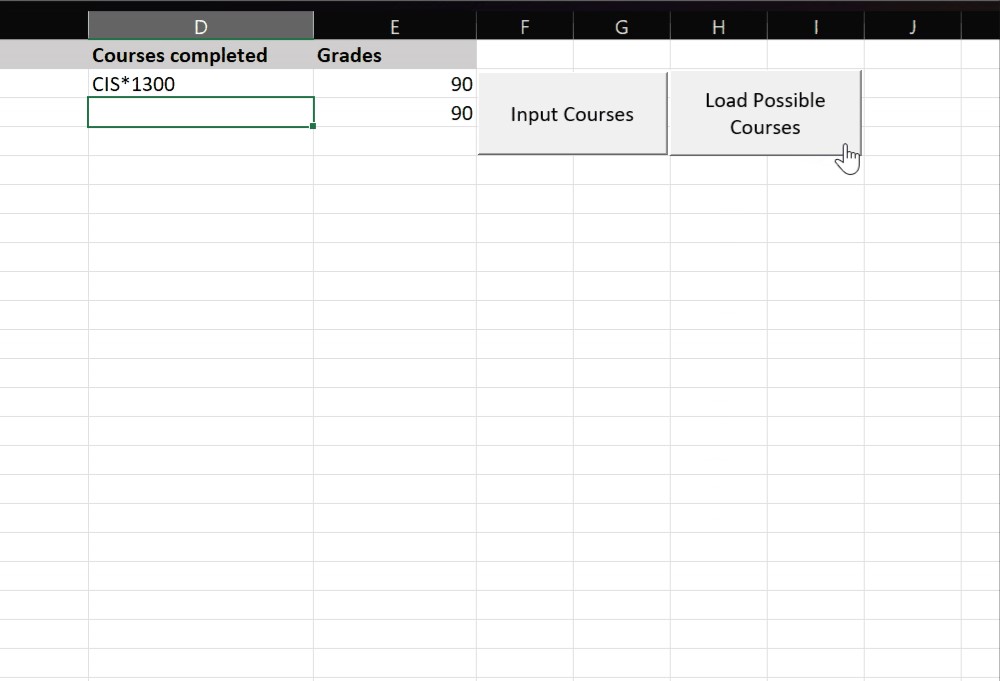 D E F G H I J
Courses completed Grades
CIS*1300 90
90
Input Courses
Load Possible
Courses